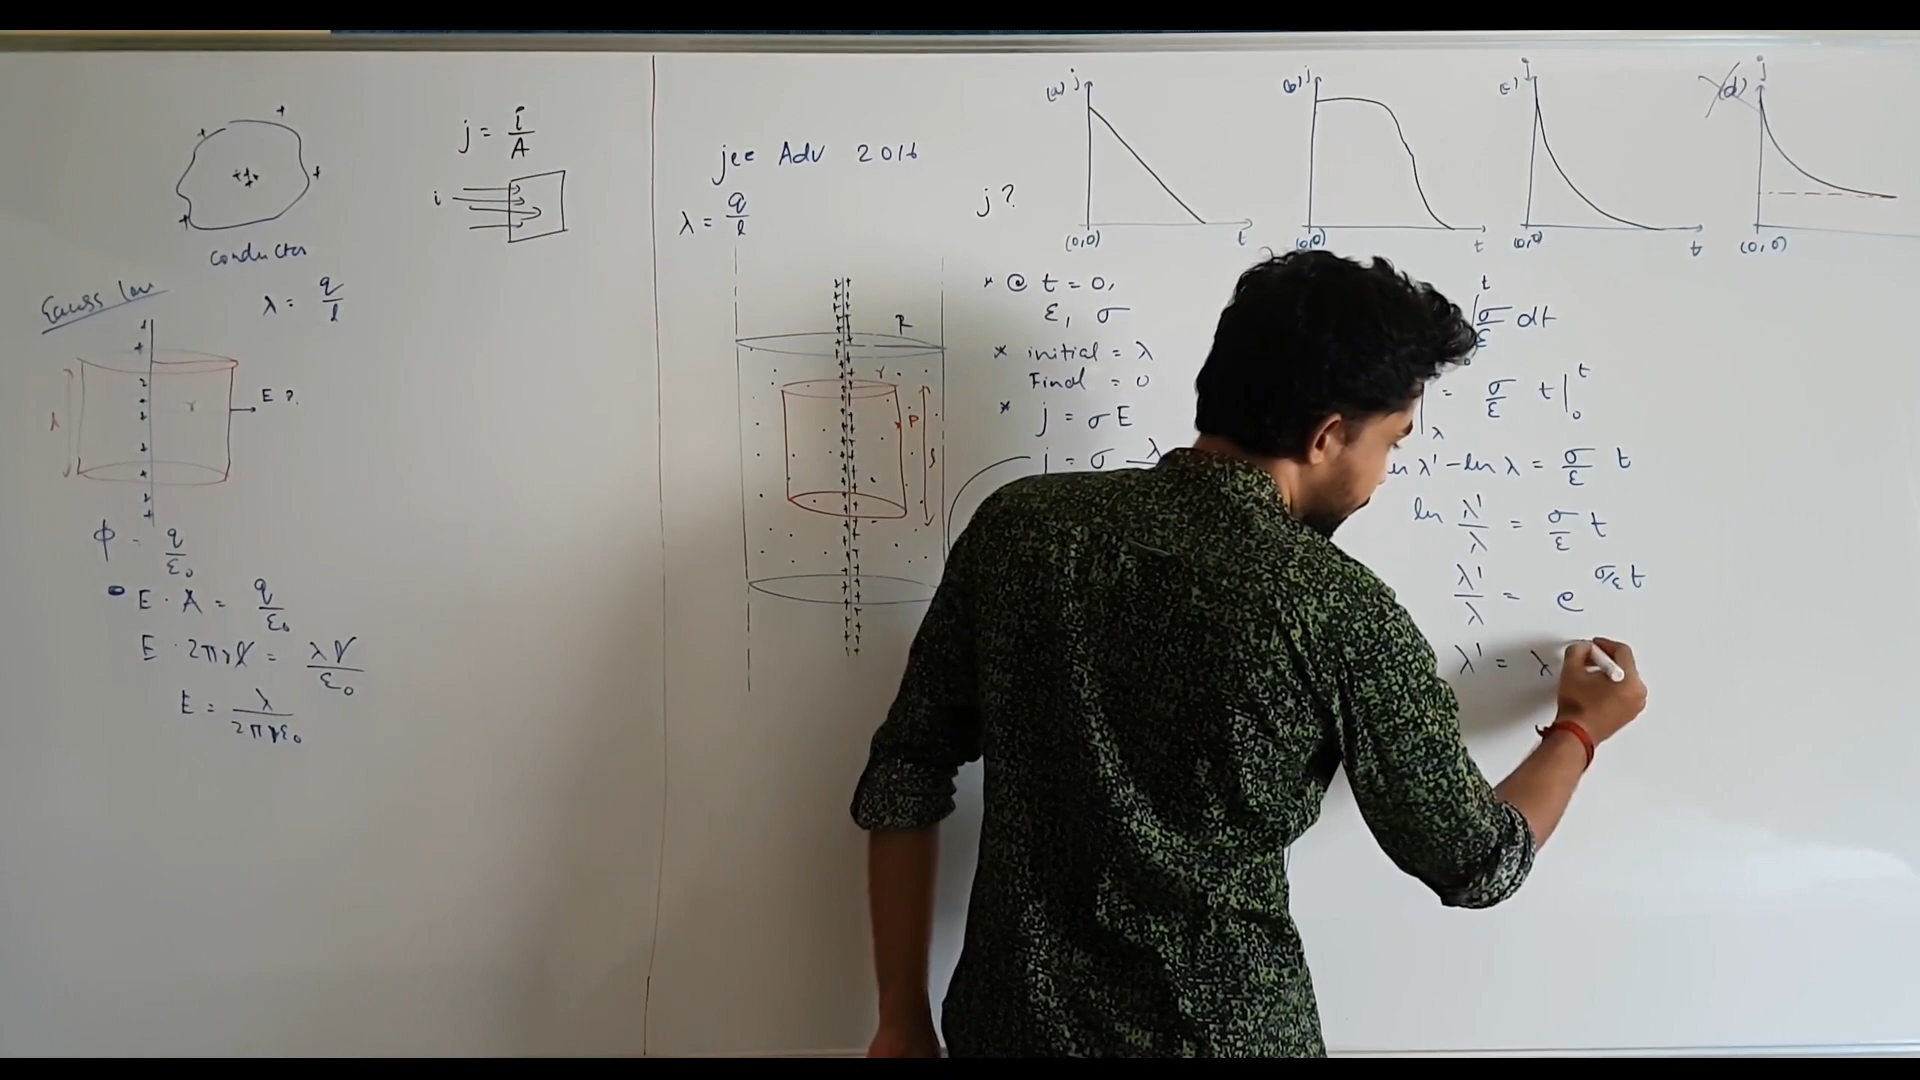 j = i/A
i
conductor
Gauss law
λ = q/l
E ?
r
λ
ϕ = q/ε₀
E · A = q/ε₀
E · 2πrl = λl/ε₀
E = λ/2πrε₀
jee Adv 2016
λ = q/l
R
r
P
j ?
(a) j
(0,0)
t
(b) j
(0,0)
t
(c) j
(0,0)
t
(d) j
(0,0)
* @ t = 0,
ε, σ
* initial = λ
Final = 0
* j = σE
j = σ λ
t
σ/ε dt
λ = σ/ε t |₀ᵗ
ln λ' - ln λ = σ/ε t
ln λ'/λ = σ/ε t
λ'/λ = e^σ/ε t
λ' = λ